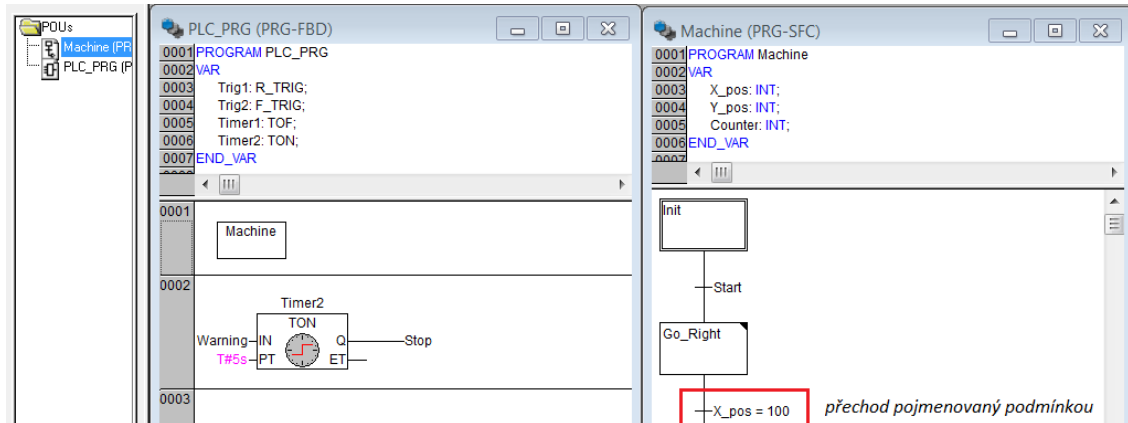 POUs
Machine (PR
PLC_PRG (P
PLC_PRG (PRG-FBD)
0001 PROGRAM PLC_PRG
0002 VAR
0003 Trig1: R_TRIG;
0004 Trig2: F_TRIG;
0005 Timer1: TOF;
0006 Timer2: TON;
0007 END_VAR
0001
Machine
0002
Timer2
TON
Warning IN Q Stop
T#5s PT ET
0003
Machine (PRG-SFC)
0001 PROGRAM Machine
0002 VAR
0003 X_pos: INT;
0004 Y_pos: INT;
0005 Counter: INT;
0006 END_VAR
0007
Init
Start
Go_Right
X_pos = 100 přechod pojmenovaný podmínkou